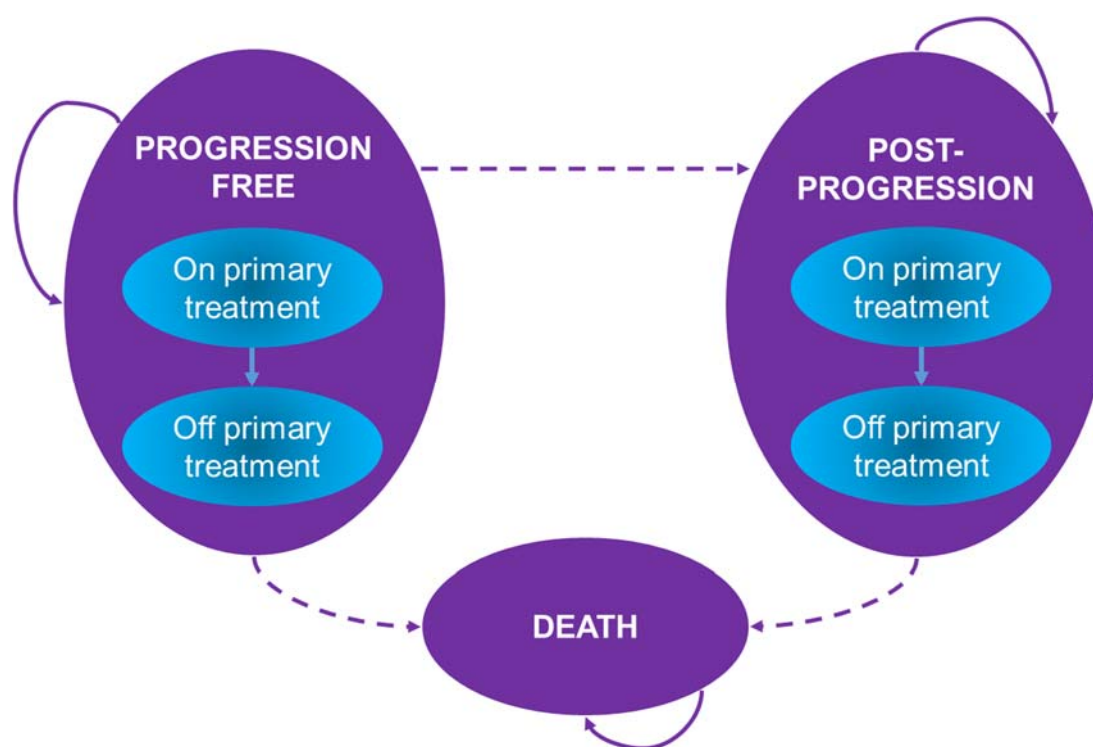 PROGRESSION
FREE
On primary
treatment
Off primary
treatment
POST-
PROGRESSION
On primary
treatment
Off primary
treatment
DEATH